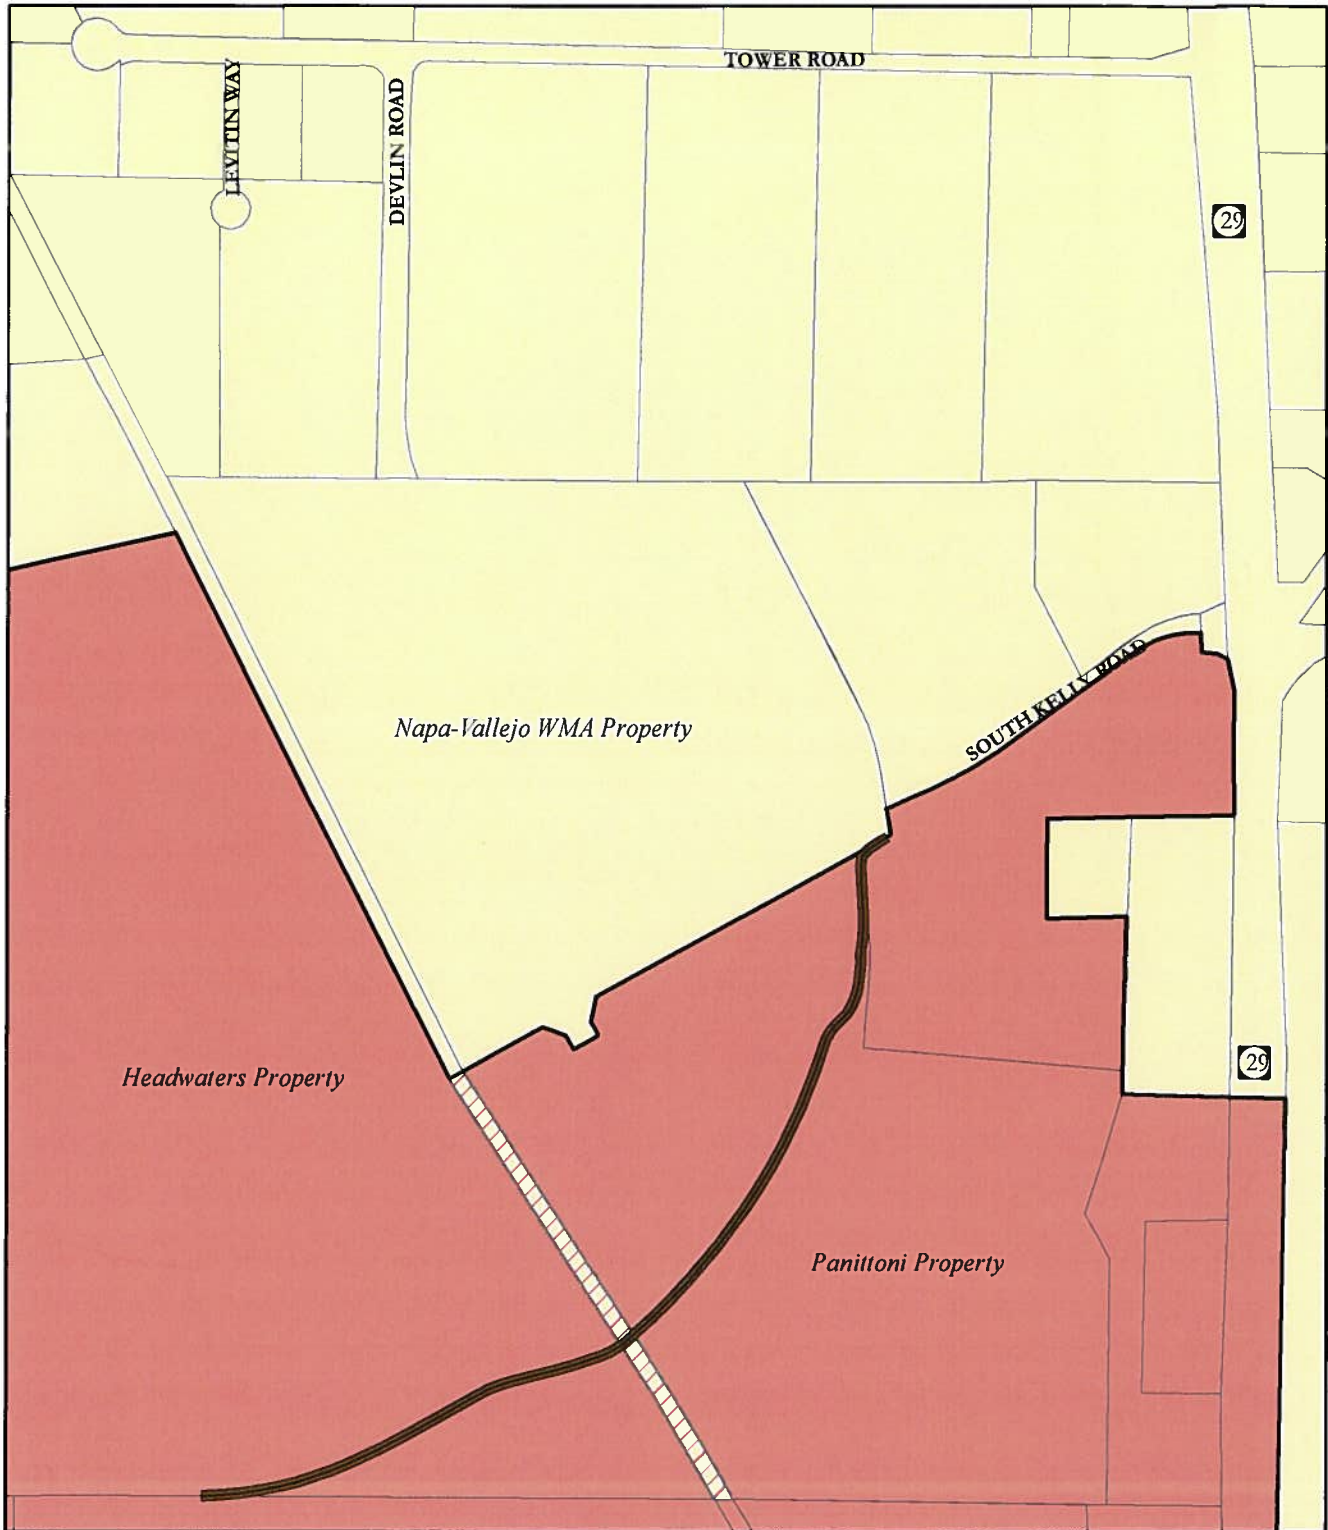 TOWER ROAD
LEVITIN WAY
DEVLIN ROAD
29
SOUTH KELLY ROAD
Napa-Vallejo WMA Property
29
Headwaters Property
Panittoni Property